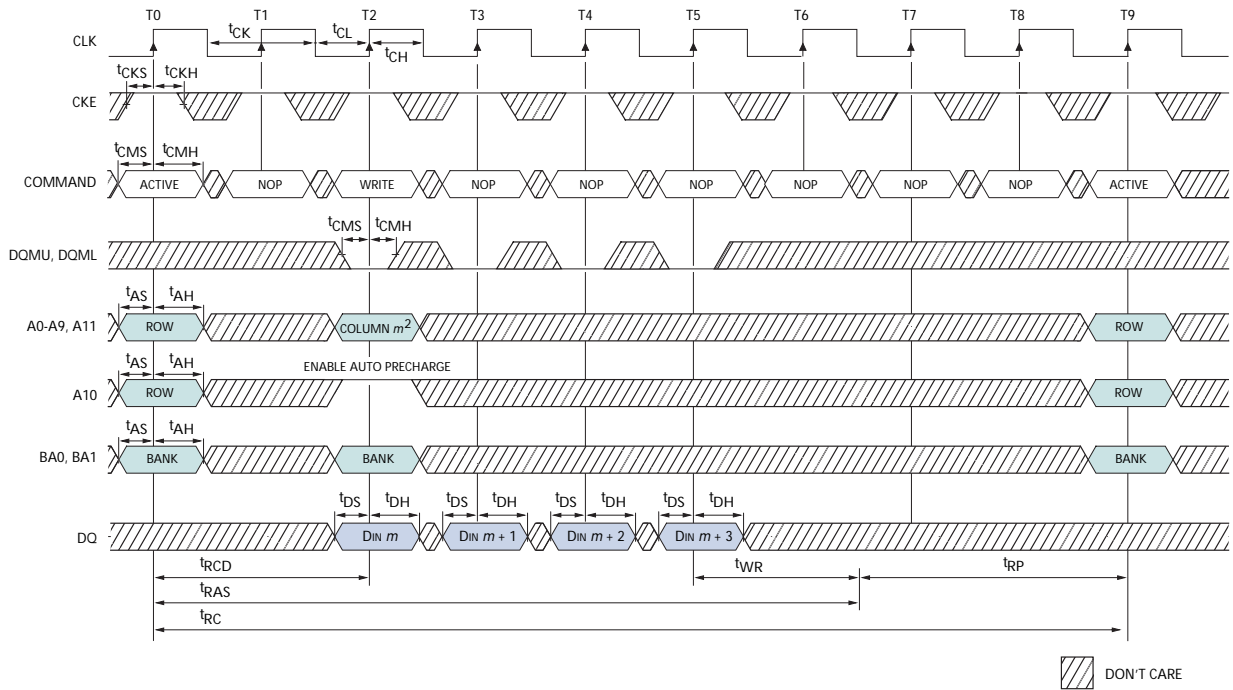 T0 T1 T2 T3 T4 T5 T6 T7 T8 T9
CLK
tCK tCL
tCH
tCKS tCKH
CKE
tCMS tCMH
COMMAND ACTIVE NOP WRITE NOP NOP NOP NOP NOP NOP ACTIVE
tCMS tCMH
DQMU, DQML
tAS tAH
A0-A9, A11 ROW COLUMN m2 ROW
tAS tAH
ENABLE AUTO PRECHARGE
A10 ROW ROW
tAS tAH
BA0, BA1 BANK BANK BANK
tDS tDH tDS tDH tDS tDH tDS tDH
DQ DIN m DIN m + 1 DIN m + 2 DIN m + 3
tRCD tWR tRP
tRAS
tRC
DON'T CARE